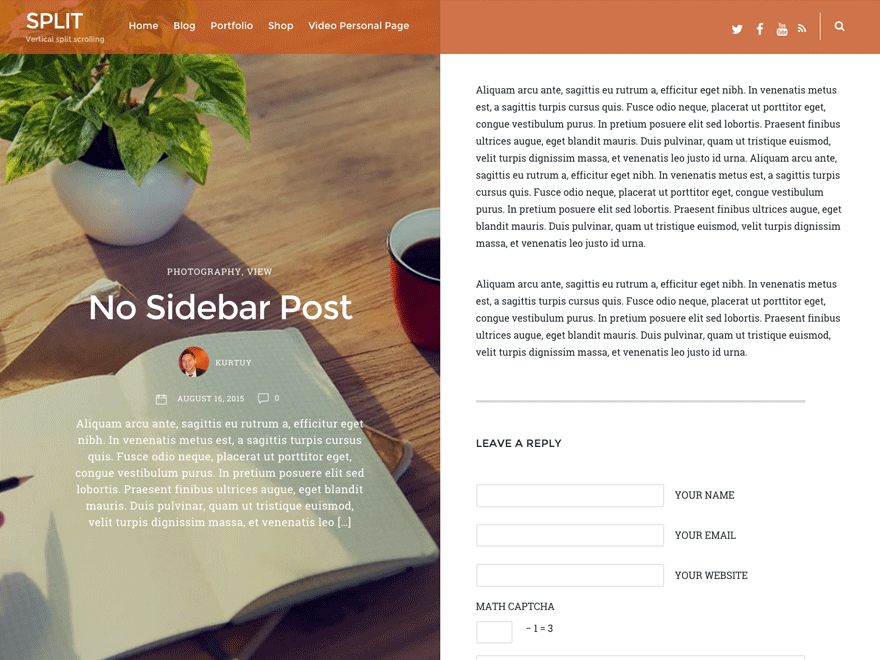 SPLIT
Vertical split scrolling
Home Blog Portfolio Shop Video Personal Page
You Tube
PHOTOGRAPHY, VIEW
No Sidebar Post
KURTUY
AUGUST 16, 2015 0
Aliquam arcu ante, sagittis eu rutrum a, efficitur eget
nibh. In venenatis metus est, a sagittis turpis cursus
quis. Fusce odio neque, placerat ut porttitor eget,
congue vestibulum purus. In pretium posuere elit sed
lobortis. Praesent finibus ultrices augue, eget blandit
mauris. Duis pulvinar, quam ut tristique euismod,
velit turpis dignissim massa, et venenatis leo [...]
Aliquam arcu ante, sagittis eu rutrum a, efficitur eget nibh. In venenatis metus
est, a sagittis turpis cursus quis. Fusce odio neque, placerat ut porttitor eget,
congue vestibulum purus. In pretium posuere elit sed lobortis. Praesent finibus
ultrices augue, eget blandit mauris. Duis pulvinar, quam ut tristique euismod,
velit turpis dignissim massa, et venenatis leo justo id urna. Aliquam arcu ante,
sagittis eu rutrum a, efficitur eget nibh. In venenatis metus est, a sagittis turpis
cursus quis. Fusce odio neque, placerat ut porttitor eget, congue vestibulum
purus. In pretium posuere elit sed lobortis. Praesent finibus ultrices augue, eget
blandit mauris. Duis pulvinar, quam ut tristique euismod, velit turpis dignissim
massa, et venenatis leo justo id urna.
Aliquam arcu ante, sagittis eu rutrum a, efficitur eget nibh. In venenatis metus
est, a sagittis turpis cursus quis. Fusce odio neque, placerat ut porttitor eget,
congue vestibulum purus. In pretium posuere elit sed lobortis. Praesent finibus
ultrices augue, eget blandit mauris. Duis pulvinar, quam ut tristique euismod,
velit turpis dignissim massa, et venenatis leo justo id urna.
LEAVE A REPLY
YOUR NAME
YOUR EMAIL
YOUR WEBSITE
MATH CAPTCHA
− 1 = 3